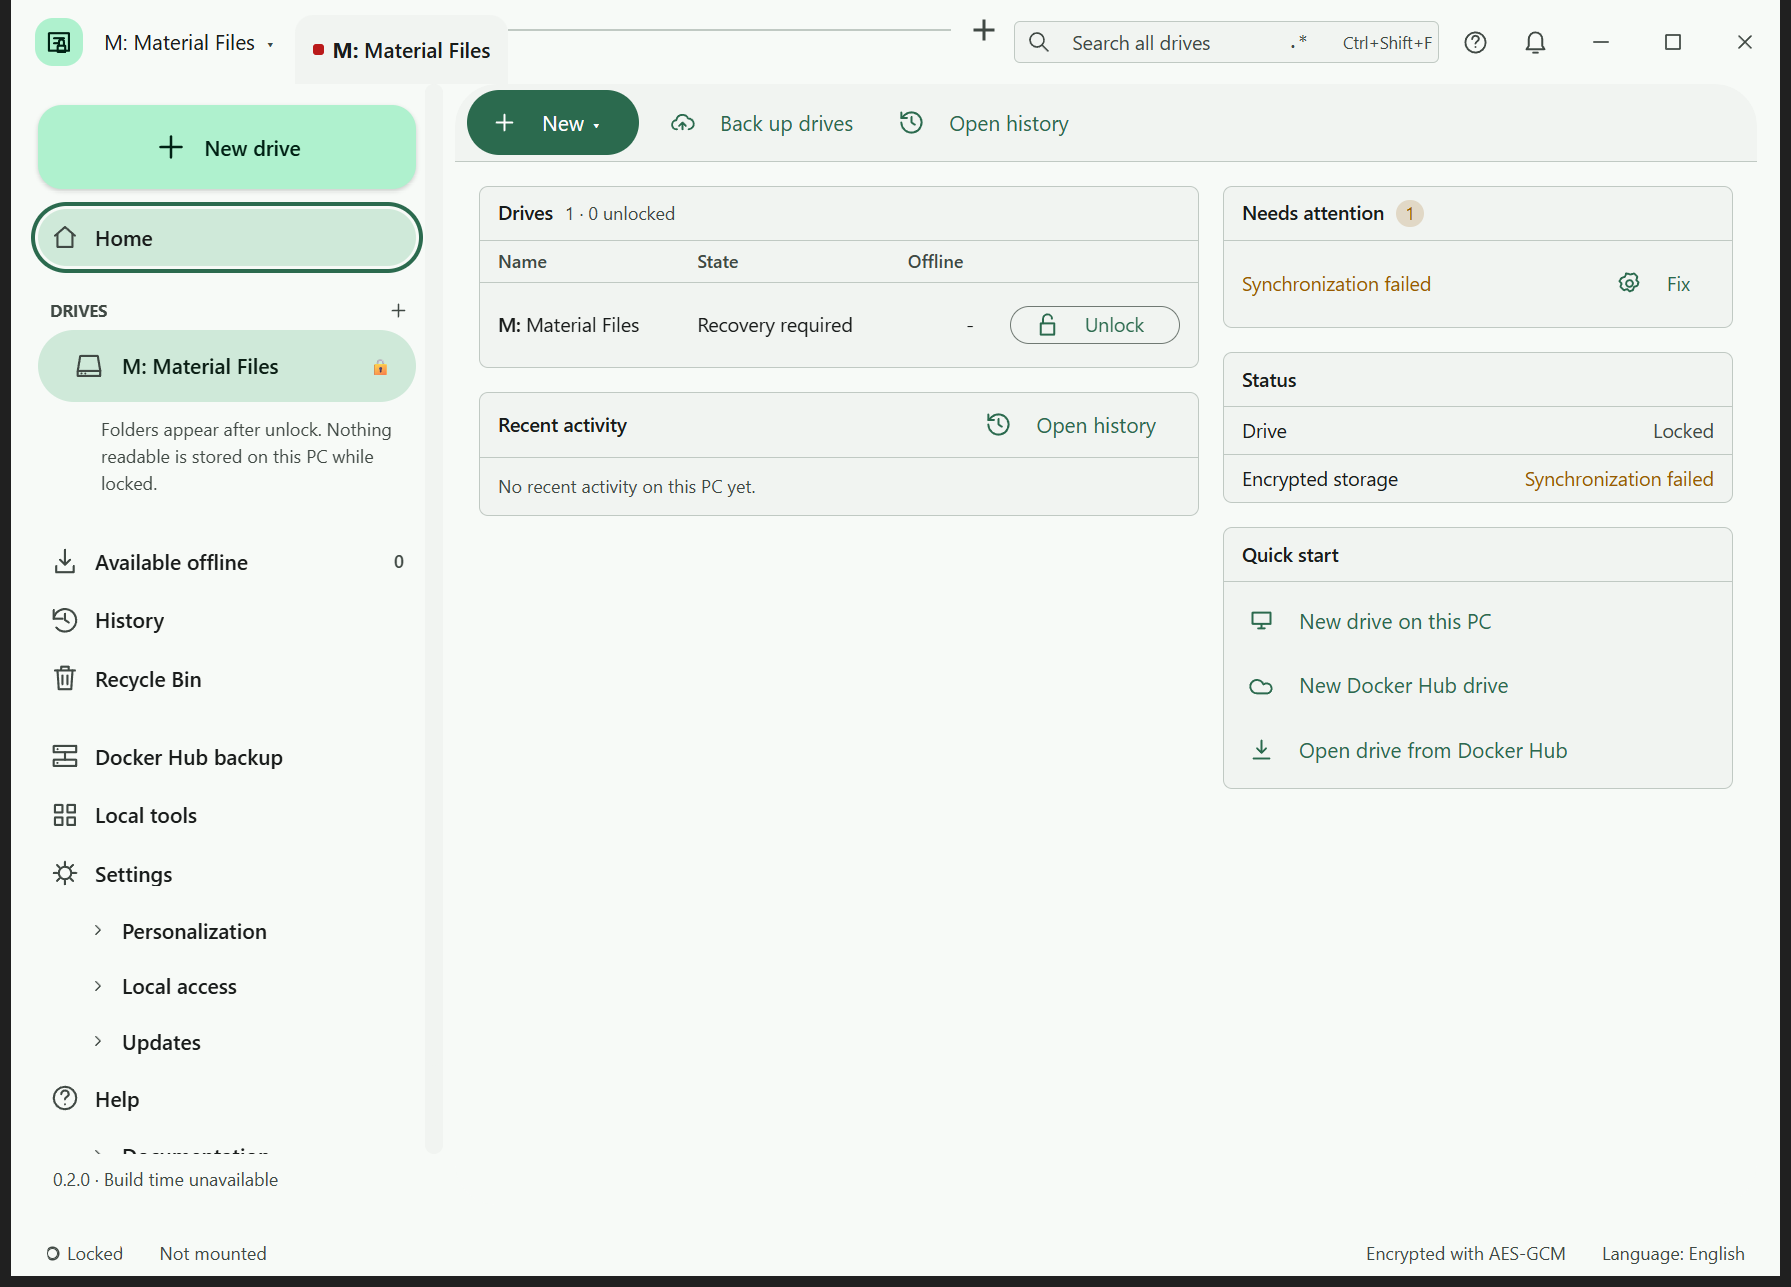 M: Material Files
M: Material Files
Search all drives .* Ctrl+Shift+F
New drive
Home
DRIVES
M: Material Files
Folders appear after unlock. Nothing
readable is stored on this PC while
locked.
Available offline 0
History
Recycle Bin
Docker Hub backup
Local tools
Settings
Personalization
Local access
Updates
Help
Documentation
0.2.0 · Build time unavailable
New
Back up drives
Open history
Drives 1 · 0 unlocked
Name State Offline
M: Material Files Recovery required - Unlock
Recent activity Open history
No recent activity on this PC yet.
Needs attention 1
Synchronization failed Fix
Status
Drive Locked
Encrypted storage Synchronization failed
Quick start
New drive on this PC
New Docker Hub drive
Open drive from Docker Hub
Locked Not mounted
Encrypted with AES-GCM Language: English